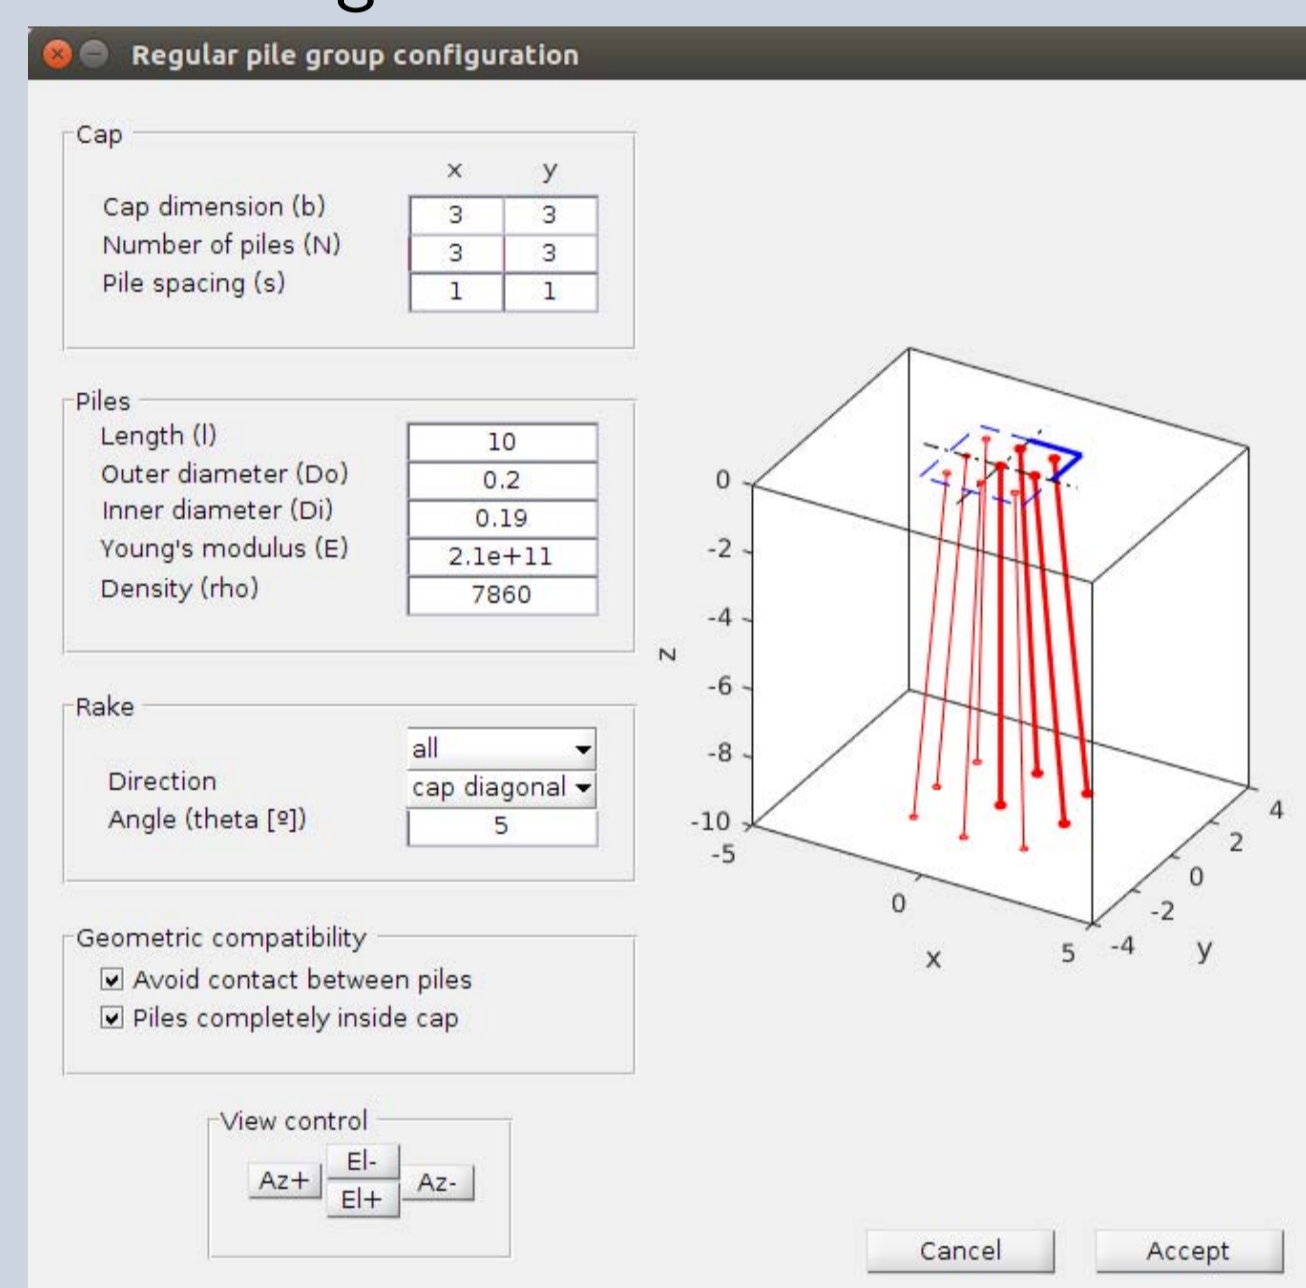 Regular pile group configuration
Cap
x y
Cap dimension (b) 3 3
Number of piles (N) 3 3
Pile spacing (s) 1 1
Piles
Length (l) 10
Outer diameter (Do) 0.2
Inner diameter (Di) 0.19
Young's modulus (E) 2.1e+11
Density (rho) 7860
Rake
all
Direction cap diagonal
Angle (theta [º]) 5
Geometric compatibility
Avoid contact between piles
Piles completely inside cap
View control
Az+ El- Az-
El+
0
-2
-4
z
-6
-8
-10
-5
0
5
x
-4
-2
0
2
4
y
Cancel Accept